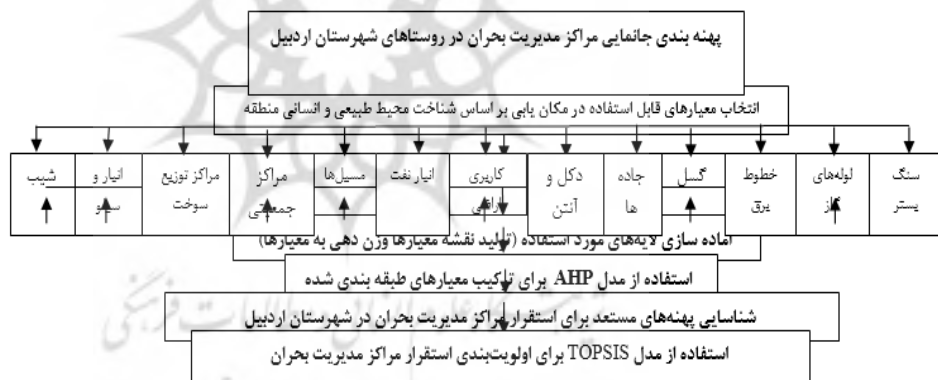 پهنه بندی جانمایی مراکز مدیریت بحران در روستاهای شهرستان اردبیل
انتخاب معیارهای قابل استفاده در مکان یابی بر اساس شناخت محیط طبیعی و انسانی منطقه
سنگ
بستر
لوله‌های
گاز
خطوط
برق
گسل
جاده
ها
دکل و
آنتن
کاربری
اراضی
انبار نفت
مسیل‌ها
مراکز
جمعیتی
مراکز توزیع
سوخت
انبار و
سیلو
شیب
آماده سازی لایه‌های مورد استفاده (تولید نقشه معیارها وزن دهی به معیارها)
استفاده از مدل AHP برای ترکیب معیارهای طبقه بندی شده
شناسایی پهنه‌های مستعد برای استقرار مراکز مدیریت بحران در شهرستان اردبیل
استفاده از مدل TOPSIS برای اولویت‌بندی استقرار مراکز مدیریت بحران